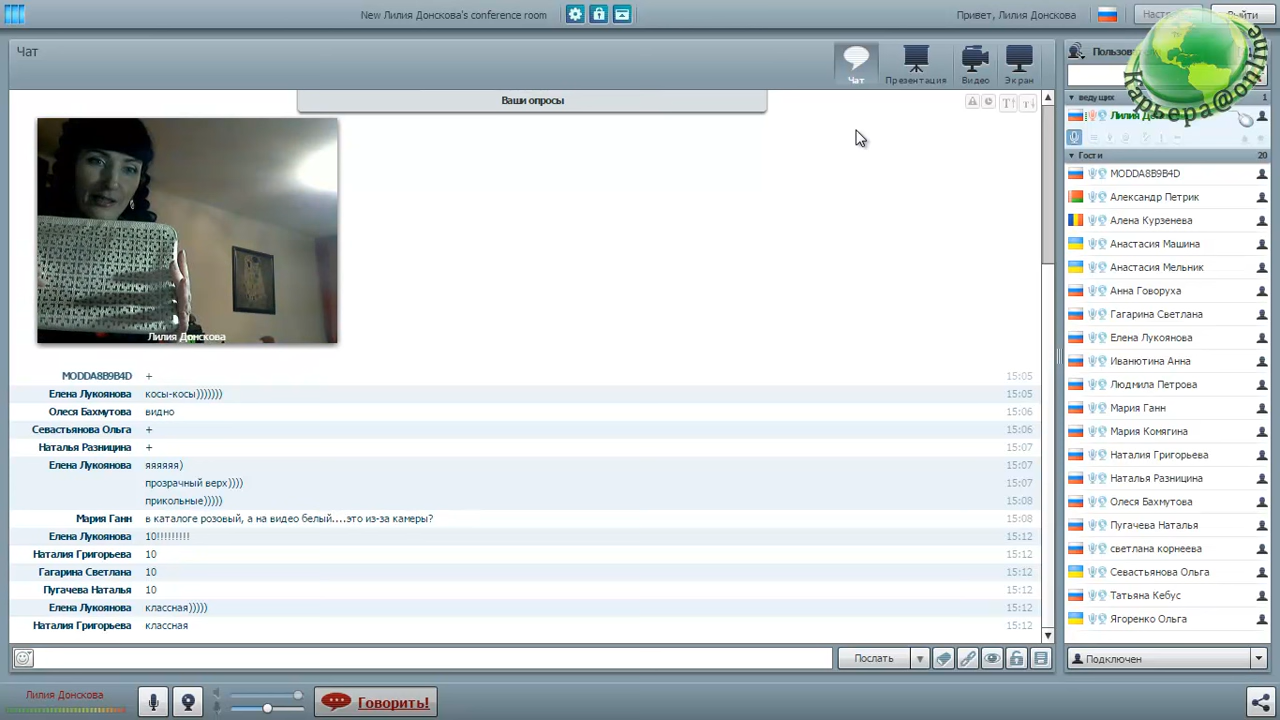 New Лилия Донскова's conference room
Привет, Лилия Донскова
Выйти
Карьера@online
Чат
Чат
Презентация
Видео
Экран
Ваши опросы
Лилия Донскова
MODDA8B9B4D + 15:05
Елена Лукоянова косы-косы))))))) 15:05
Олеся Бахмутова видно 15:06
Севастьянова Ольга + 15:06
Наталья Разницина + 15:07
Елена Лукоянова яяяяяя) 15:07
прозрачный верх)))) 15:07
прикольные))))) 15:08
Мария Ганн в каталоге розовый, а на видео белый....это из-за камеры? 15:08
Елена Лукоянова 10!!!!!!!!! 15:12
Наталия Григорьева 10 15:12
Гагарина Светлана 10 15:12
Пугачева Наталья 10 15:12
Елена Лукоянова классная))))) 15:12
Наталия Григорьева классная 15:12
Послать
Лилия Донскова
Говорить!
ведущих 1
Гости 20
MODDA8B9B4D
Александр Петрик
Алена Курзенева
Анастасия Машина
Анастасия Мельник
Анна Говоруха
Гагарина Светлана
Елена Лукоянова
Иванютина Анна
Людмила Петрова
Мария Ганн
Мария Комягина
Наталия Григорьева
Наталья Разницина
Олеся Бахмутова
Пугачева Наталья
светлана корнеева
Севастьянова Ольга
Татьяна Кебус
Ягоренко Ольга
Подключен